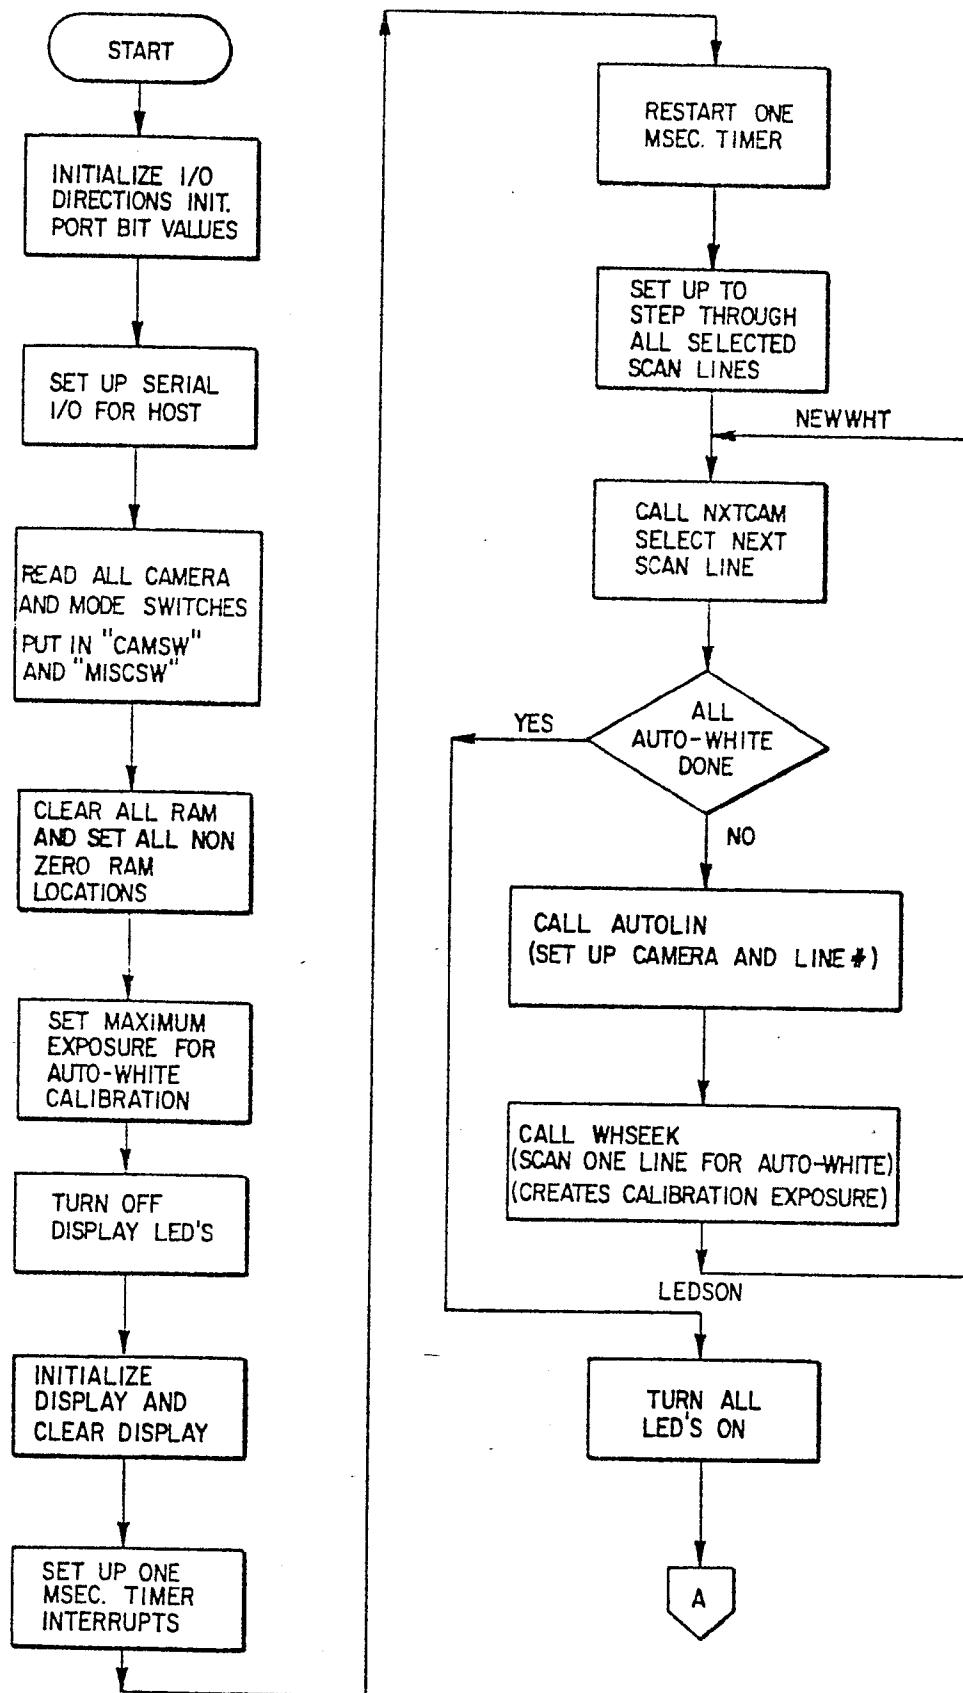 START
INITIALIZE I/O
DIRECTIONS INIT.
PORT BIT VALUES
SET UP SERIAL
I/O FOR HOST
READ ALL CAMERA
AND MODE SWITCHES
PUT IN "CAMSW"
AND "MISCSW"
CLEAR ALL RAM
AND SET ALL NON
ZERO RAM
LOCATIONS
SET MAXIMUM
EXPOSURE FOR
AUTO-WHITE
CALIBRATION
TURN OFF
DISPLAY LED'S
INITIALIZE
DISPLAY AND
CLEAR DISPLAY
SET UP ONE
MSEC. TIMER
INTERRUPTS
RESTART ONE
MSEC. TIMER
SET UP TO
STEP THROUGH
ALL SELECTED
SCAN LINES
NEWWHT
CALL NXTCAM
SELECT NEXT
SCAN LINE
ALL
AUTO-WHITE
DONE
YES
NO
CALL AUTOLIN
(SET UP CAMERA AND LINE #)
CALL WHSEEK
(SCAN ONE LINE FOR AUTO-WHITE)
(CREATES CALIBRATION EXPOSURE)
LEDSON
TURN ALL
LED'S ON
A